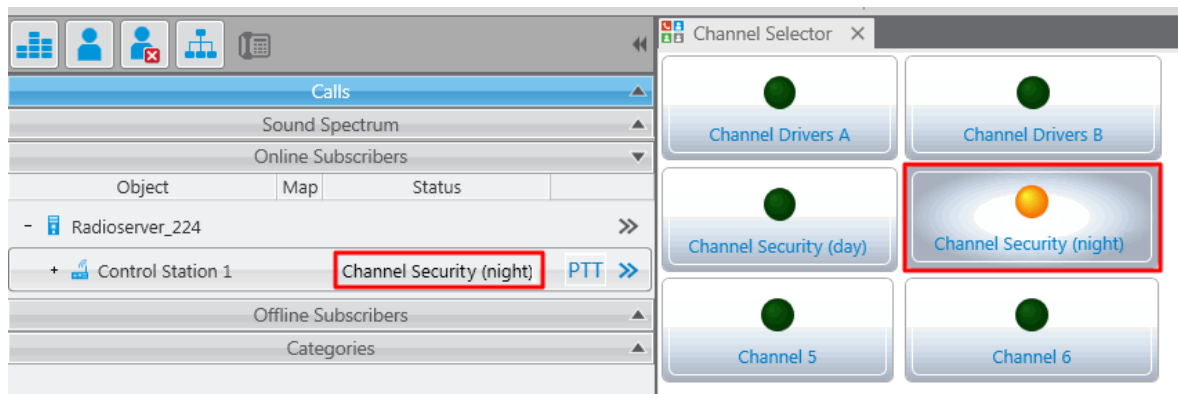 Calls
Sound Spectrum
Online Subscribers
Object Map Status
Radioserver_224
Control Station 1 Channel Security (night) PTT
Offline Subscribers
Categories
Channel Selector
Channel Drivers A Channel Drivers B
Channel Security (day) Channel Security (night)
Channel 5 Channel 6